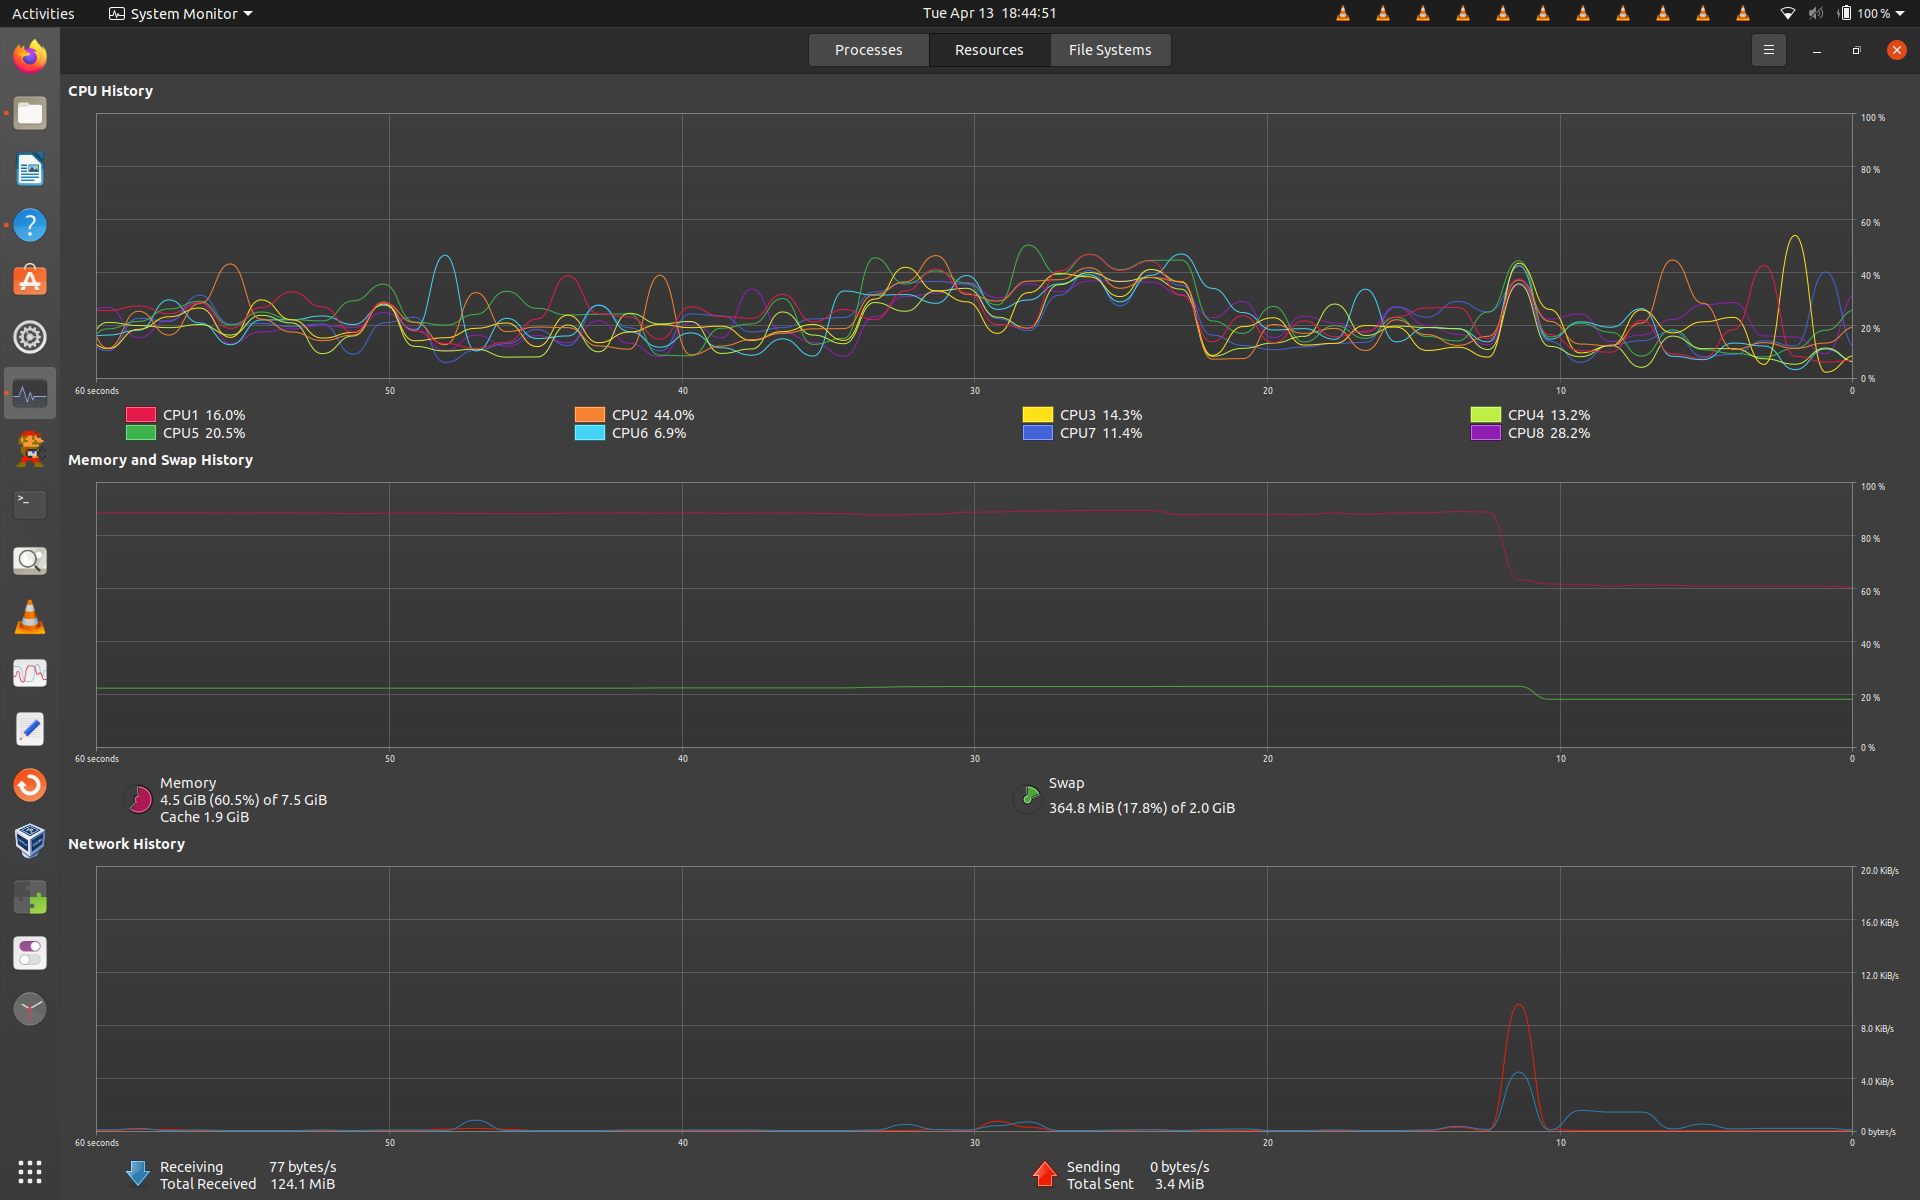 Activities System Monitor Tue Apr 13 18:44:51 100 %
Processes Resources File Systems
CPU History
100 %
80 %
60 %
40 %
20 %
0 %
60 seconds 50 40 30 20 10 0
CPU1 16.0% CPU2 44.0% CPU3 14.3% CPU4 13.2%
CPU5 20.5% CPU6 6.9% CPU7 11.4% CPU8 28.2%
Memory and Swap History
100 %
80 %
60 %
40 %
20 %
0 %
60 seconds 50 40 30 20 10 0
Memory Swap
4.5 GiB (60.5%) of 7.5 GiB 364.8 MiB (17.8%) of 2.0 GiB
Cache 1.9 GiB
Network History
20.0 KiB/s
16.0 KiB/s
12.0 KiB/s
8.0 KiB/s
4.0 KiB/s
0 bytes/s
60 seconds 50 40 30 20 10 0
Receiving 77 bytes/s Sending 0 bytes/s
Total Received 124.1 MiB Total Sent 3.4 MiB